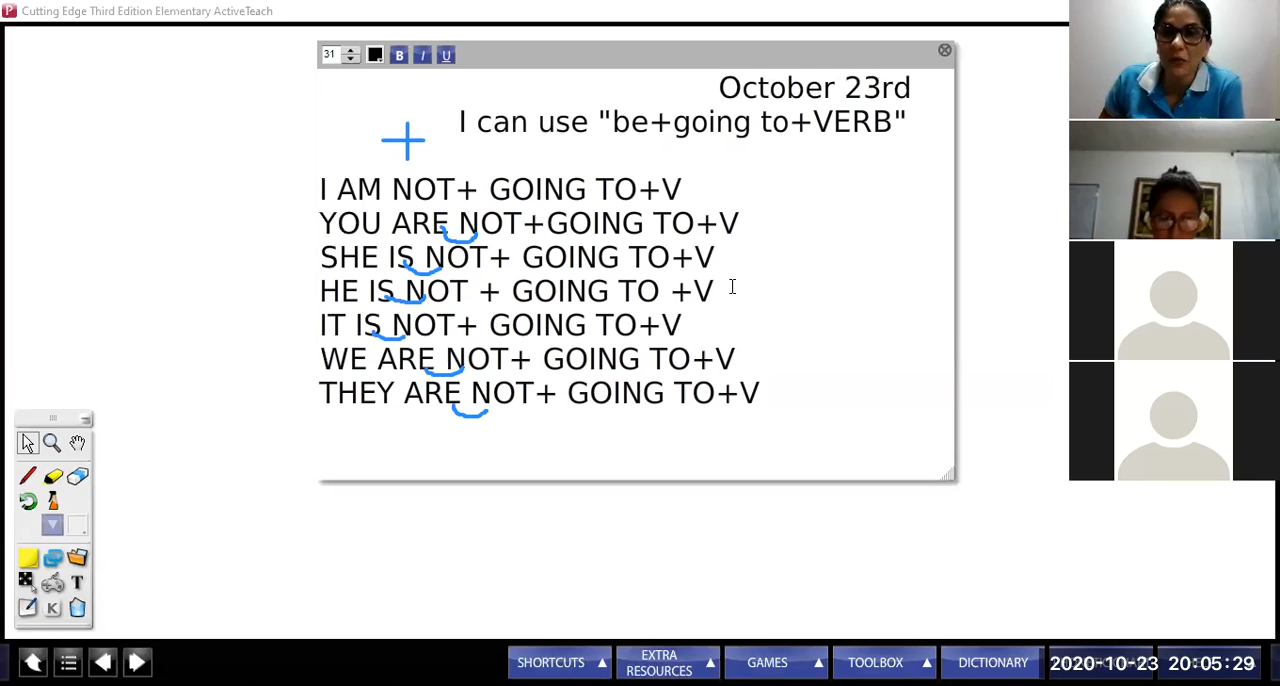 Cutting Edge Third Edition Elementary ActiveTeach
31 B I U
October 23rd
I can use "be+going to+VERB"
+
I AM NOT+ GOING TO+V
YOU ARE NOT+GOING TO+V
SHE IS NOT+ GOING TO+V
HE IS NOT + GOING TO +V
IT IS NOT+ GOING TO+V
WE ARE NOT+ GOING TO+V
THEY ARE NOT+ GOING TO+V
T
K
SHORTCUTS EXTRA RESOURCES GAMES TOOLBOX DICTIONARY 2020-10-23 20:05:29